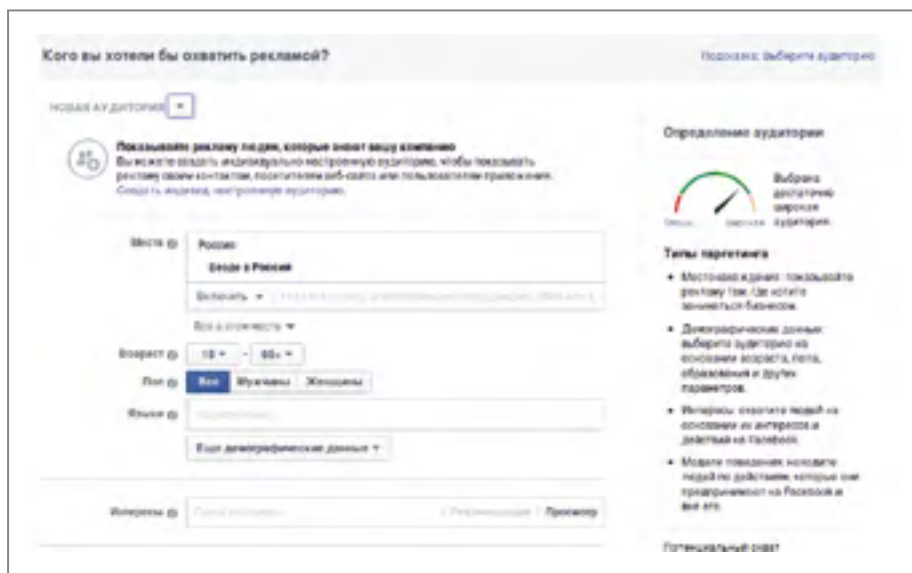 Кого вы хотели бы охватить рекламой?
Подсказка: Выберите аудиторию
НОВАЯ АУДИТОРИЯ
Показывайте рекламу людям, которые знают вашу компанию
Вы можете создать индивидуально настроенную аудиторию, чтобы показывать
рекламу своим контактам, посетителям веб-сайта или пользователям приложения.
Создать индивид. настроенную аудиторию.
Места
Россия
Везде в России
Включить
Все в этом месте
Возраст
18 - 65+
Пол
Все Мужчины Женщины
Языки
Еще демографические данные
Интересы
Рекомендации Просмотр
Определение аудитории
Выбрана
достаточно
широкая
аудитория.
широкая
Типы таргетинга
Местонахождение: показывайте
рекламу там, где хотите
заниматься бизнесом.
Демографические данные:
выберите аудиторию на
основании возраста, пола,
образования и других
параметров.
Интересы: охватите людей на
основании их интересов и
действий на Facebook.
Модели поведения: находите
людей по действиям, которые они
предпринимают на Facebook и
вне его.
Потенциальный охват